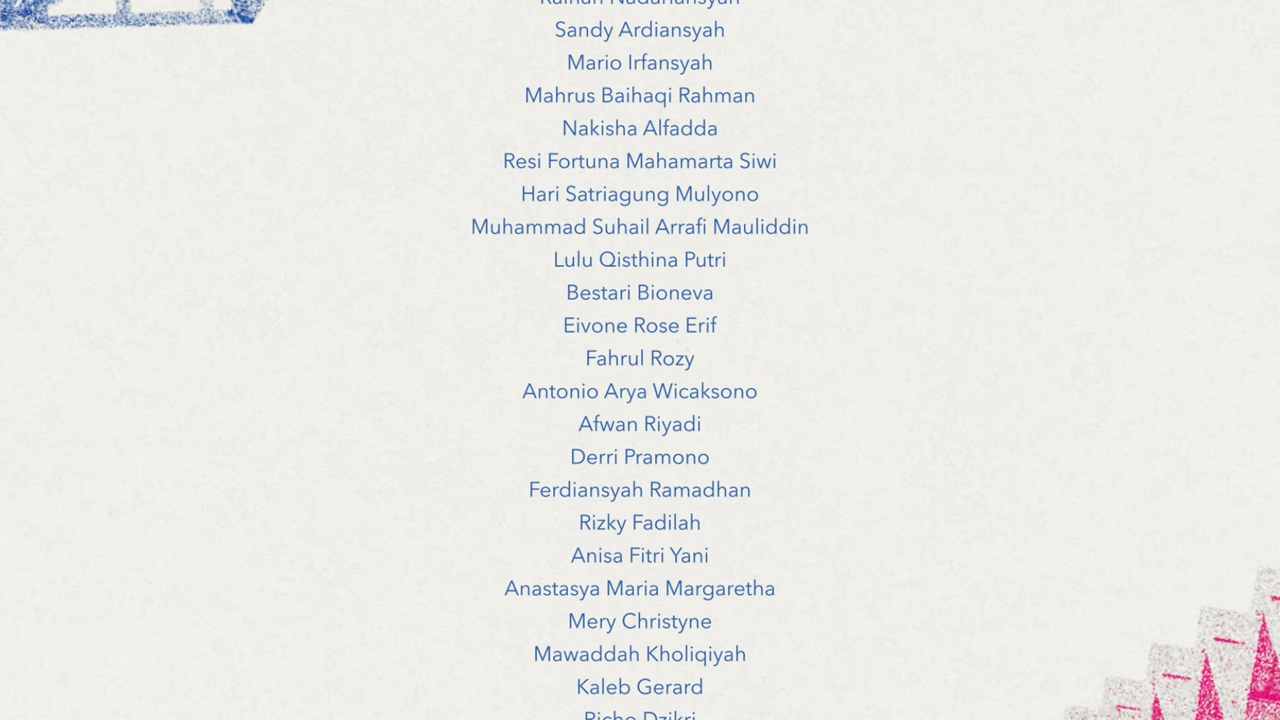 Sandy Ardiansyah
Mario Irfansyah
Mahrus Baihaqi Rahman
Nakisha Alfadda
Resi Fortuna Mahamarta Siwi
Hari Satriagung Mulyono
Muhammad Suhail Arrafi Mauliddin
Lulu Qisthina Putri
Bestari Bioneva
Eivone Rose Erif
Fahrul Rozy
Antonio Arya Wicaksono
Afwan Riyadi
Derri Pramono
Ferdiansyah Ramadhan
Rizky Fadilah
Anisa Fitri Yani
Anastasya Maria Margaretha
Mery Christyne
Mawaddah Kholiqiyah
Kaleb Gerard